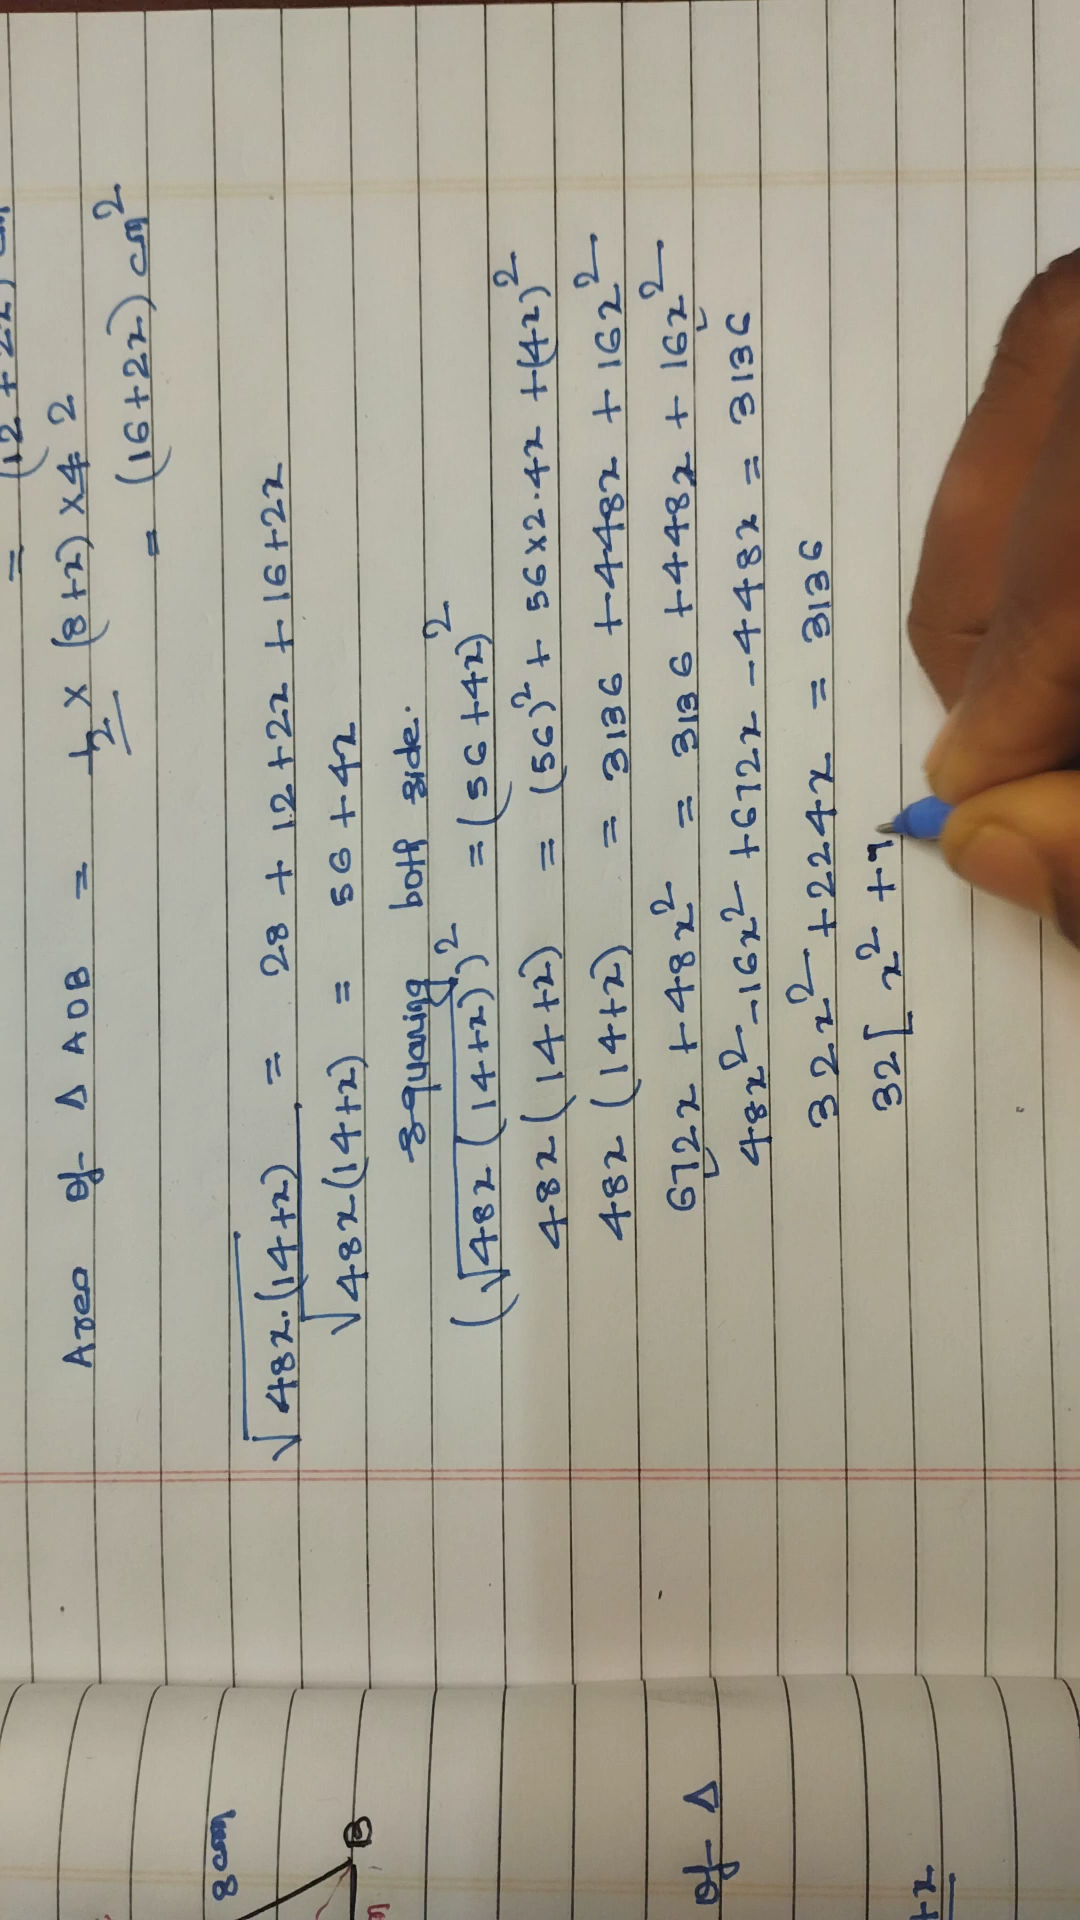 = (12 + 2x) cm
Area of Δ AOB = 1/2 × (8+x) × 4 2
= (16+2x) cm²
√48x.(14+x) = 28 + 12+2x + 16+2x
√48x(14+x) = 56 + 4x
squaring both side.
(√48x(14+x))² = (56+4x)²
48x(14+x) = (56)² + 56×2.4x +(4x)²
48x(14+x) = 3136 + 448x + 16x²
672x + 48x² = 3136 + 448x + 16x²
48x²-16x² +672x - 448x = 3136
32x² +224x = 3136
32[x² +7
8cm
B
of Δ
+x